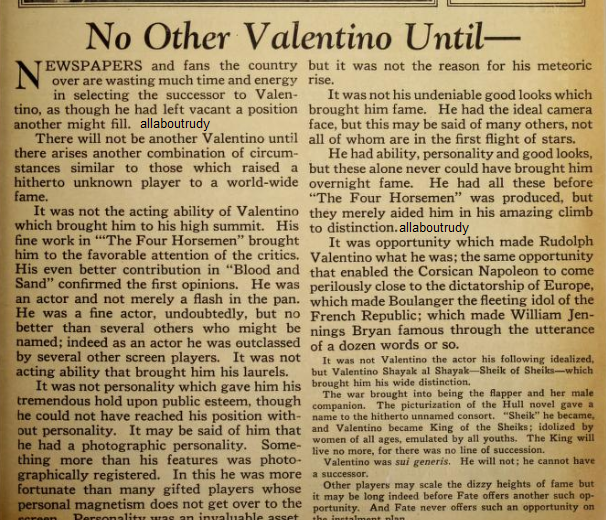 No Other Valentino Until—
NEWSPAPERS and fans the country
over are wasting much time and energy
in selecting the successor to Valen-
tino, as though he had left vacant a position
another might fill. allaboutrudy
There will not be another Valentino until
there arises another combination of circum-
stances similar to those which raised a
hitherto unknown player to a world-wide
fame.
It was not the acting ability of Valentino
which brought him to his high summit. His
fine work in "'The Four Horsemen" brought
him to the favorable attention of the critics.
His even better contribution in "Blood and
Sand" confirmed the first opinions. He was
an actor and not merely a flash in the pan.
He was a fine actor, undoubtedly, but no
better than several others who might be
named; indeed as an actor he was outclassed
by several other screen players. It was not
acting ability that brought him his laurels.
It was not personality which gave him his
tremendous hold upon public esteem, though
he could not have reached his position with-
out personality. It may be said of him that
he had a photographic personality. Some-
thing more than his features was photo-
graphically registered. In this he was more
fortunate than many gifted players whose
personal magnetism does not get over to the
screen. Personality was an invaluable asset
but it was not the reason for his meteoric
rise.
It was not his undeniable good looks which
brought him fame. He had the ideal camera
face, but this may be said of many others, not
all of whom are in the first flight of stars.
He had ability, personality and good looks,
but these alone never could have brought him
overnight fame. He had all these before
"The Four Horsemen" was produced, but
they merely aided him in his amazing climb
to distinction. allaboutrudy
It was opportunity which made Rudolph
Valentino what he was; the same opportunity
that enabled the Corsican Napoleon to come
perilously close to the dictatorship of Europe,
which made Boulanger the fleeting idol of the
French Republic; which made William Jen-
nings Bryan famous through the utterance
of a dozen words or so.
It was not Valentino the actor his following idealized,
but Valentino Shayak al Shayak—Sheik of Sheiks—which
brought him his wide distinction.
The war brought into being the flapper and her male
companion. The picturization of the Hull novel gave a
name to the hitherto unnamed consort. "Sheik" he became,
and Valentino became King of the Sheiks; idolized by
women of all ages, emulated by all youths. The King will
live no more, for there was no line of succession.
Valentino was sui generis. He will not; he cannot have
a successor.
Other players may scale the dizzy heights of fame but
it may be long indeed before Fate offers another such op-
portunity. And Fate never offers such an opportunity on
the instalment plan.